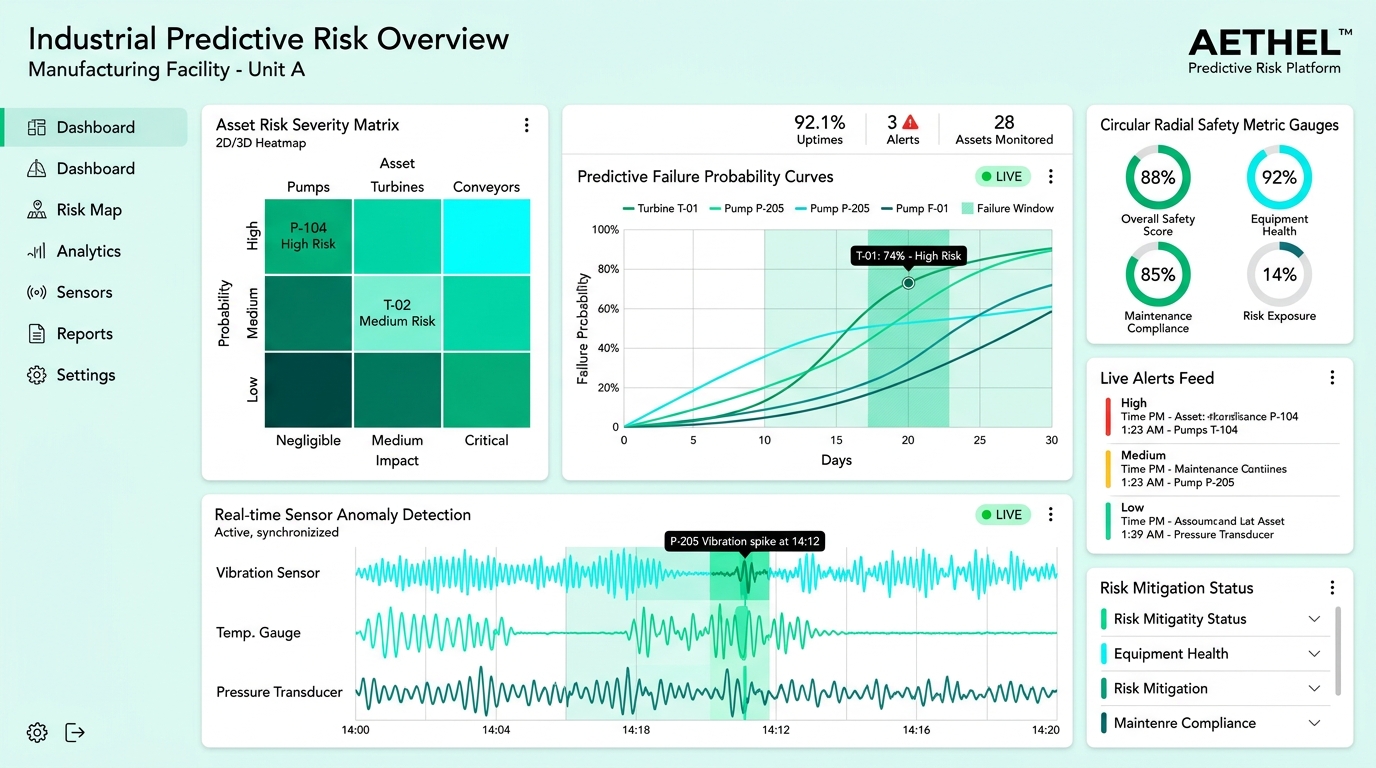 Industrial Predictive Risk Overview
Manufacturing Facility - Unit A
AETHEL™
Predictive Risk Platform
Dashboard
Dashboard
Risk Map
Analytics
Sensors
Reports
Settings
Asset Risk Severity Matrix
2D/3D Heatmap
Asset
Pumps
Turbines
Conveyors
Probability
High
Medium
Low
P-104
High Risk
T-02
Medium Risk
Negligible
Medium
Critical
Impact
92.1%
Uptimes
3
Alerts
28
Assets Monitored
Predictive Failure Probability Curves
LIVE
Turbine T-01
Pump P-205
Pump P-205
Pump F-01
Failure Window
Failure Probability
100%
80%
60%
40%
20%
0
T-01: 74% - High Risk
0
5
10
15
20
25
30
Days
Circular Radial Safety Metric Gauges
88%
Overall Safety
Score
92%
Equipment
Health
85%
Maintenance
Compliance
14%
Risk Exposure
Live Alerts Feed
High
Time PM - Asset: P-104
1:23 AM - Pumps T-104
Medium
Time PM - Maintenance Cantiines
1:23 AM - Pump P-205
Low
Time PM - Assoumcand Lat Asset
1:39 AM - Pressure Transducer
Real-time Sensor Anomaly Detection
Active, synchronizized
LIVE
P-205 Vibration spike at 14:12
Vibration Sensor
Temp. Gauge
Pressure Transducer
14:00
14:04
14:18
14:12
14:16
14:20
Risk Mitigation Status
Risk Mitigatity Status
Equipment Health
Risk Mitigation
Maintenre Compliance